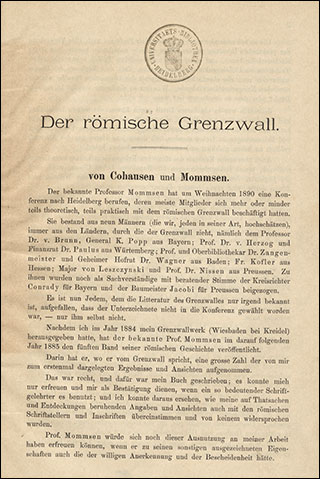 UNIVERSITÄTS-BIBLIOTHEK
HEIDELBERG
Der römische Grenzwall.
von Cohausen und Mommsen.
Der bekannte Professor Mommsen hat um Weihnachten 1890 eine Kon-
ferenz nach Heidelberg berufen, deren meiste Mitglieder sich mehr oder minder
teils theoretisch, teils praktisch mit dem römischen Grenzwall beschäftigt hatten.
Sie bestand aus neun Männern (die wir, jeden in seiner Art, hochschätzen),
immer aus den Ländern, durch die der Grenzwall zieht, nämlich dem Professor
Dr. v. Brunn, General K. Popp aus Bayern; Prof. Dr. v. Herzog und
Finanzrat Dr. Paulus aus Würtemberg; Prof. und Oberbibliothekar Dr. Zangen-
meister und Geheimer Hofrat Dr. Wagner aus Baden; Fr. Kofler aus
Hessen; Major von Leszczynski und Prof. Dr. Nissen aus Preussen. Zu
ihnen wurden noch als Sachverständige mit beratender Stimme der Kreisrichter
Conrady für Bayern und der Baumeister Jacobi für Preussen beigezogen.
Es ist nun Jedem, dem die Litteratur des Grenzwalles nur irgend bekannt
ist, aufgefallen, dass der Unterzeichnete nicht in die Konferenz gewählt worden
war, — nur ihm selbst nicht.
Nachdem ich im Jahr 1884 mein Grenzwallwerk (Wiesbaden bei Kreidel)
herausgegeben hatte, hat der bekannte Prof. Mommsen im darauf folgenden
Jahr 1885 den fünften Band seiner römischen Geschichte veröffentlicht.
Darin hat er, wo er vom Grenzwall spricht, eine grosse Zahl der von mir
zum erstenmal dargelegten Ergebnisse und Ansichten aufgenommen.
Das war recht, und dafür war mein Buch geschrieben; es konnte mich
nur erfreuen und mir als Bestätigung dienen, wenn ein so bedeutender Schrift-
gelehrter es benutzt; und ich konnte daraus ersehen, wie meine auf Thatsachen
und Entdeckungen beruhenden Angaben und Ansichten auch mit den römischen
Schriftstellern und Inschriften übereinstimmen und von keinem widersprochen
wurden.
Prof. Mommsen würde sich noch dieser Ausnutzung an meiner Arbeit
haben erfreuen können, wenn er zu seinen sonstigen ausgezeichneten Eigen-
schaften auch die der willigen Anerkennung und der Bescheidenheit hätte.